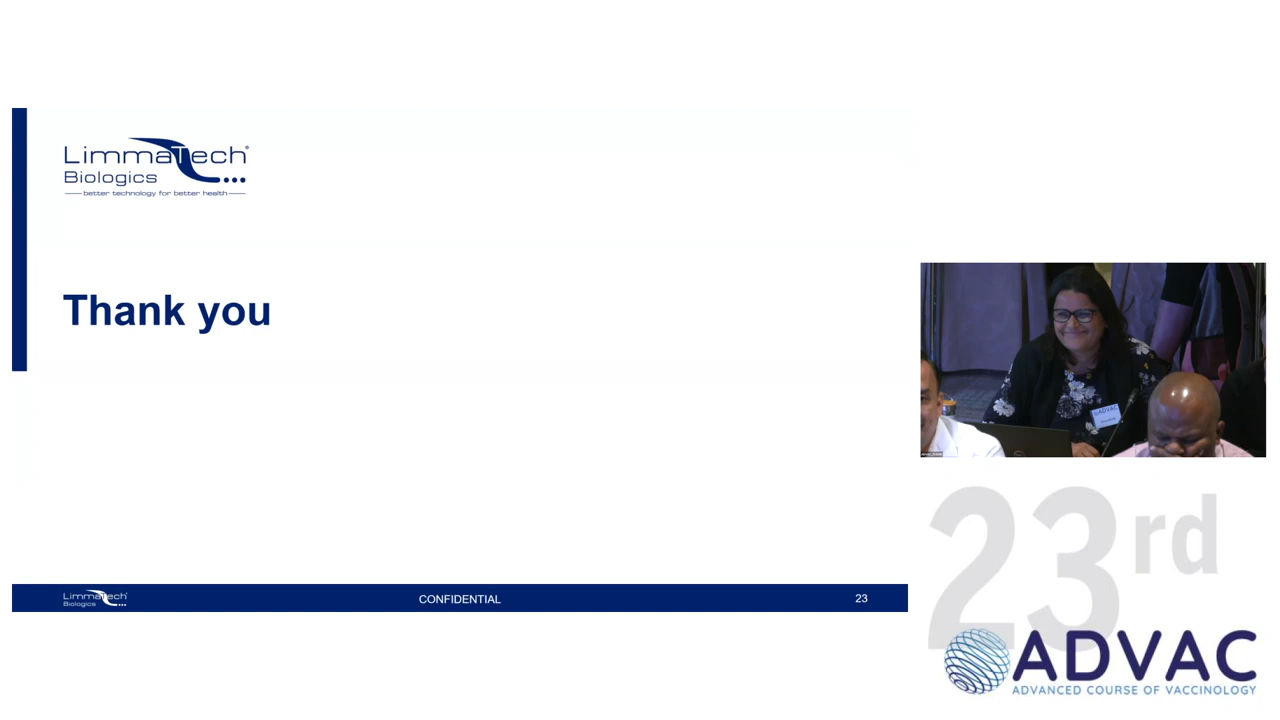 LimmaTech®
Biologics
better technology for better health
Thank you
LimmaTech®
Biologics
CONFIDENTIAL
23
ADVAC
23rd
ADVAC
ADVANCED COURSE OF VACCINOLOGY